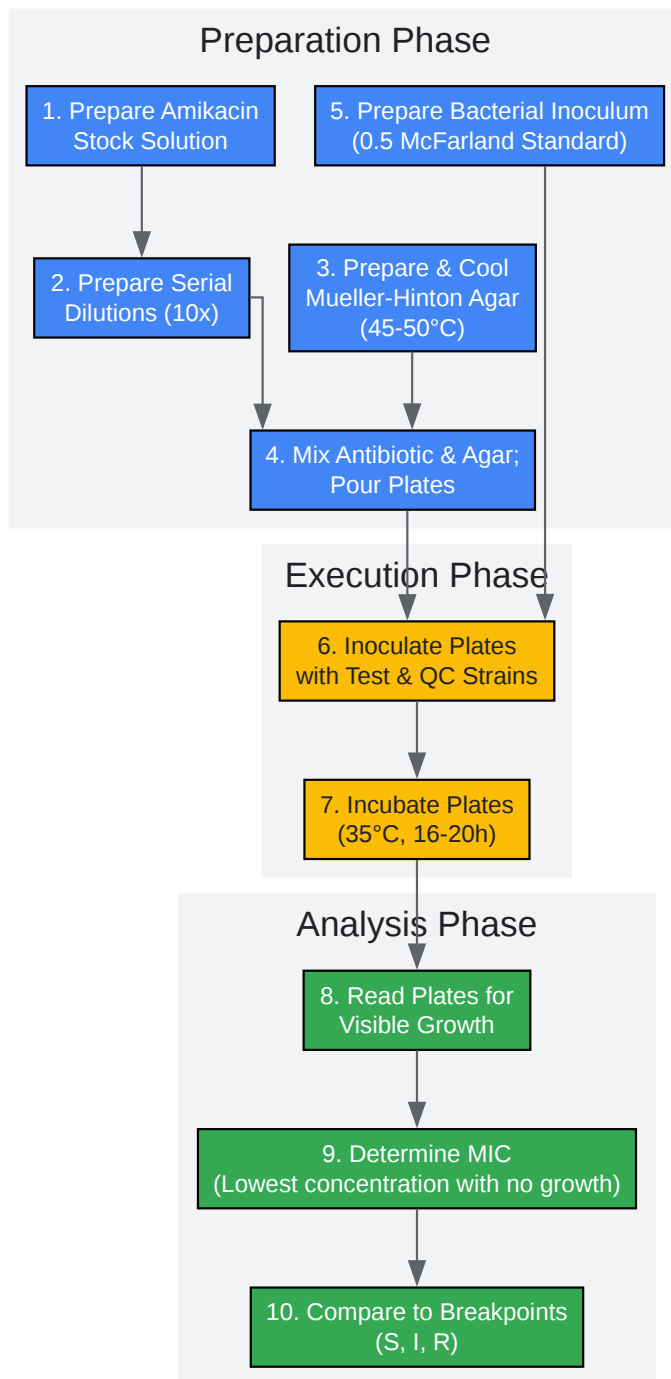 Preparation Phase
1. Prepare Amikacin
Stock Solution
5. Prepare Bacterial Inoculum
(0.5 McFarland Standard)
2. Prepare Serial
Dilutions (10x)
3. Prepare & Cool
Mueller-Hinton Agar
(45-50°C)
4. Mix Antibiotic & Agar;
Pour Plates
Execution Phase
6. Inoculate Plates
with Test & QC Strains
7. Incubate Plates
(35°C, 16-20h)
Analysis Phase
8. Read Plates for
Visible Growth
9. Determine MIC
(Lowest concentration with no growth)
10. Compare to Breakpoints
(S, I, R)